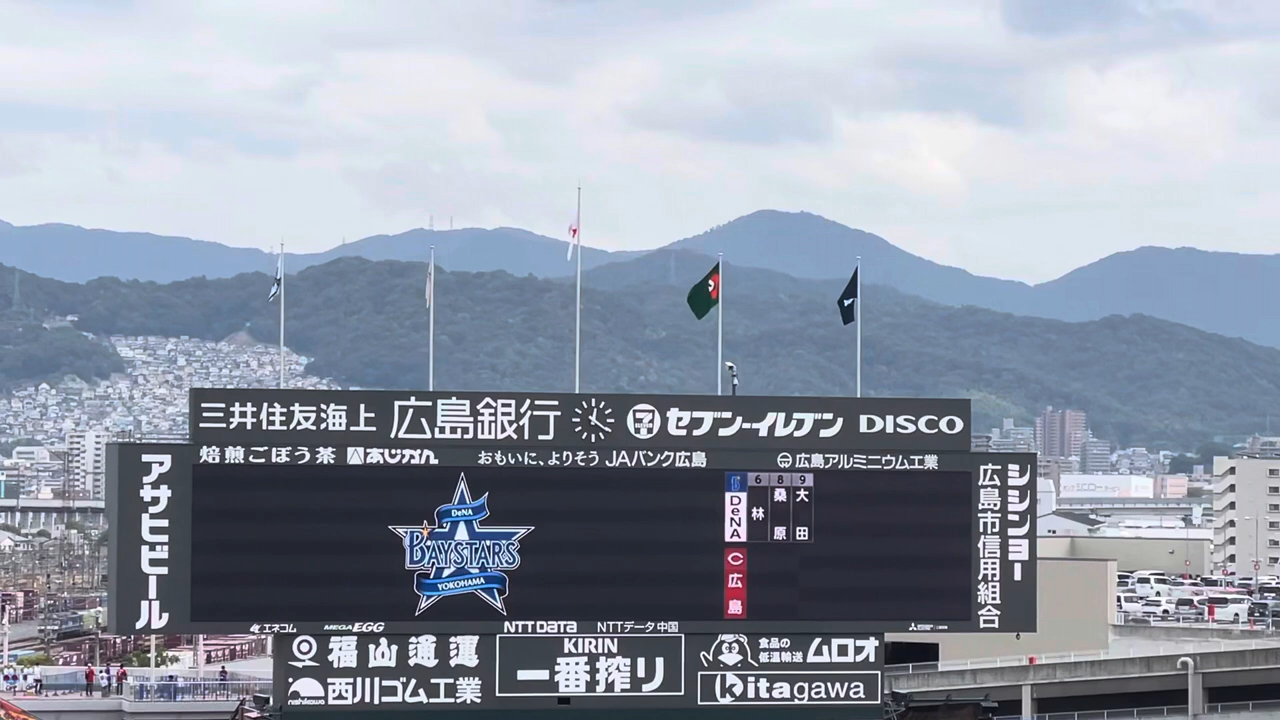 三井住友海上 広島銀行 セブン-イレブン DISCO
焙煎ごぼう茶 あじかん おもいに、よりそう JAバンク広島 広島アルミニウム工業
アサヒビール
DeNA
BAYSTARS
YOKOHAMA
DeNA
6 8 9
林 桑原 大田
C 広島
シシンヨー
広島市信用組合
エネコム MEGA EGG NTT DATA NTTデータ中国
福山通運
西川ゴム工業
KIRIN
一番搾り
食品の
低温輸送 ムロオ
Kitagawa